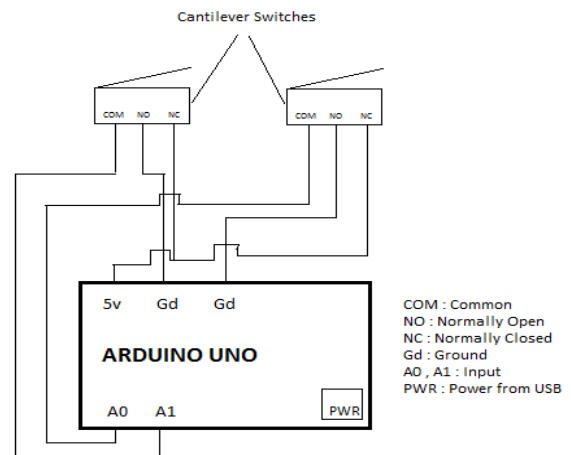 Cantilever Switches
COM NO NC
COM NO NC
5v Gd Gd
ARDUINO UNO
A0 A1
PWR
COM : Common
NO : Normally Open
NC : Normally Closed
Gd : Ground
A0 , A1 : Input
PWR : Power from USB